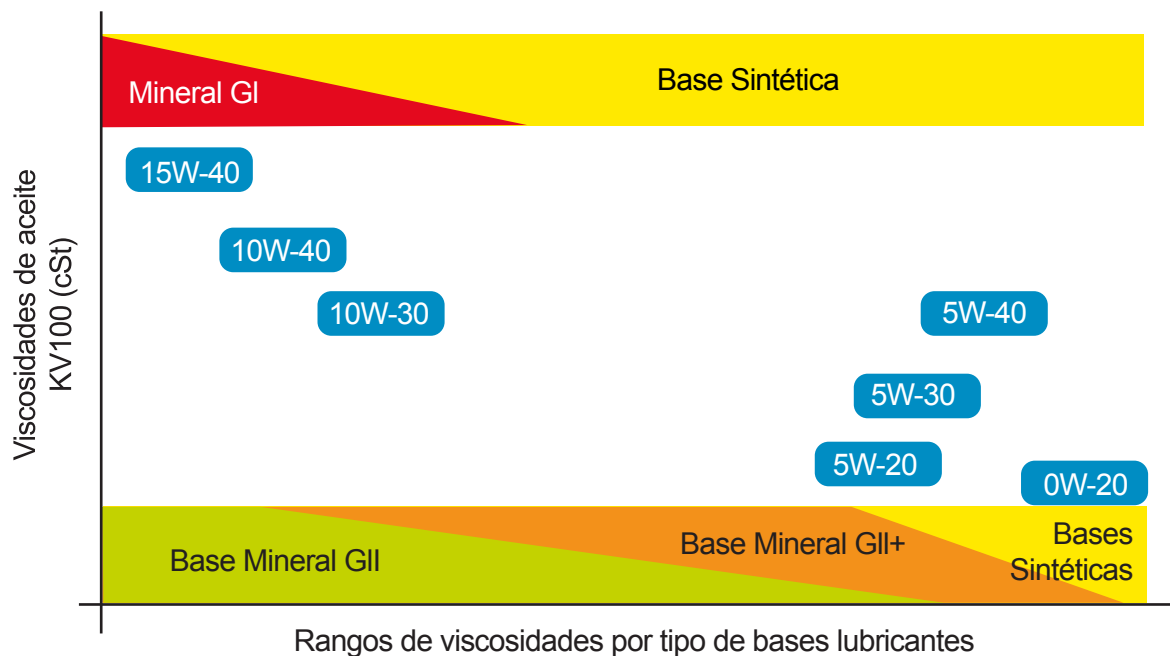 Mineral GI
Base Sintética
15W-40
10W-40
10W-30
5W-40
5W-30
5W-20
0W-20
Viscosidades de aceite
KV100 (cSt)
Base Mineral GII
Base Mineral GII+
Bases
Sintéticas
Rangos de viscosidades por tipo de bases lubricantes